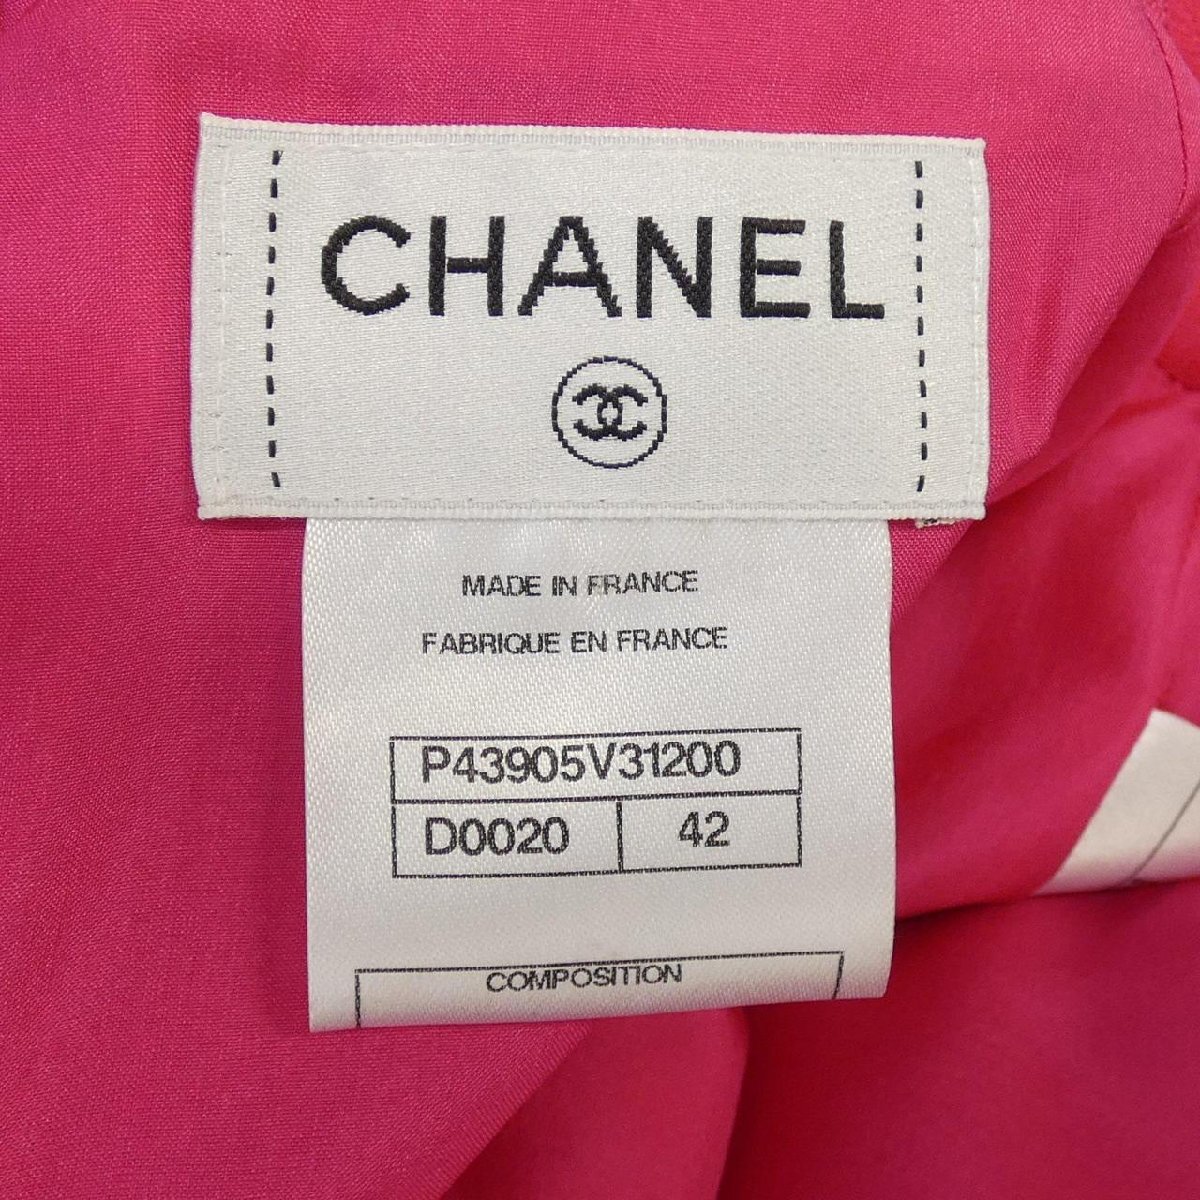 CHANEL
MADE IN FRANCE
FABRIQUE EN FRANCE
P43905V31200
D0020 42
COMPOSITION